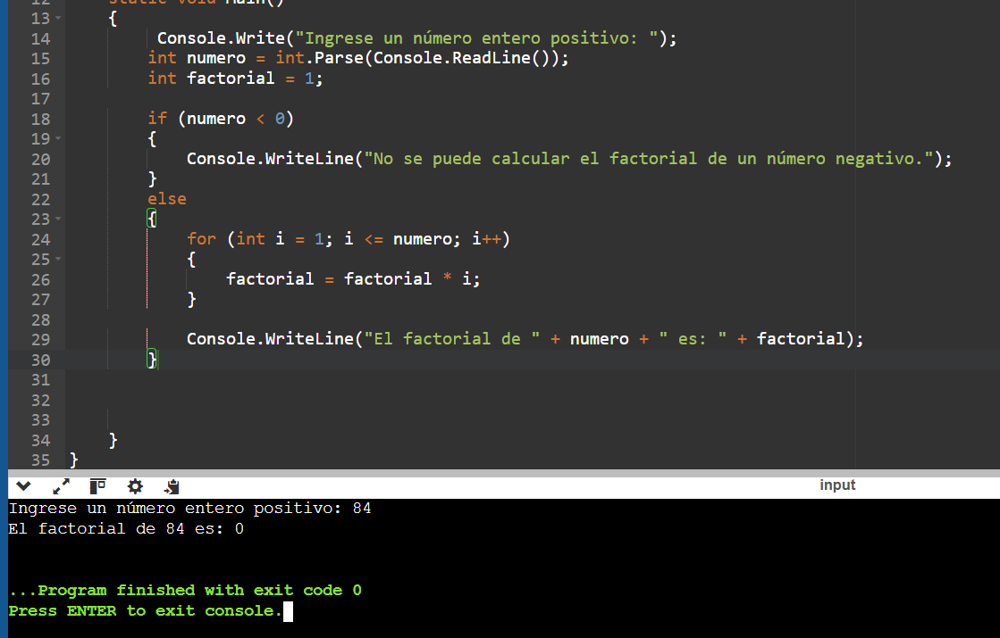 12 static void Main()
13 {
14 Console.Write("Ingrese un número entero positivo: ");
15 int numero = int.Parse(Console.ReadLine());
16 int factorial = 1;
17
18 if (numero < 0)
19 {
20 Console.WriteLine("No se puede calcular el factorial de un número negativo.");
21 }
22 else
23 {
24 for (int i = 1; i <= numero; i++)
25 {
26 factorial = factorial * i;
27 }
28
29 Console.WriteLine("El factorial de " + numero + " es: " + factorial);
30 }
31
32
33
34 }
35 }
input
Ingrese un número entero positivo: 84
El factorial de 84 es: 0
...Program finished with exit code 0
Press ENTER to exit console.